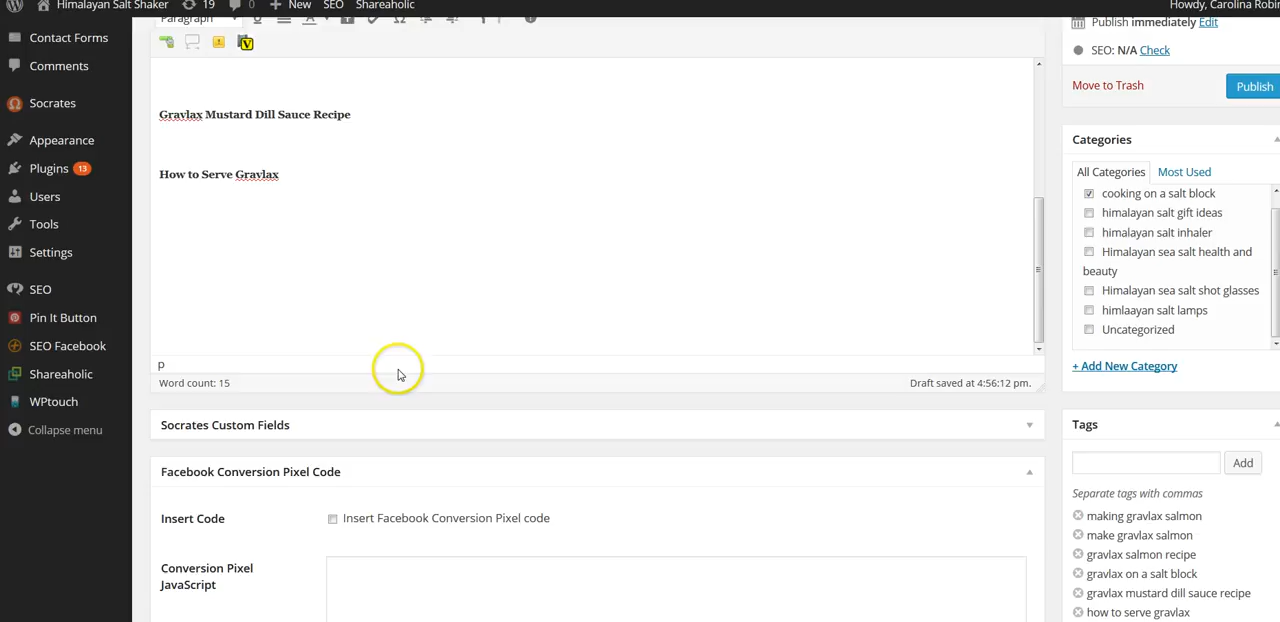 Himalayan Salt Shaker 19 0 + New SEO Shareaholic Howdy, Carolina Robin
Paragraph
Contact Forms
Comments
Socrates
Appearance
Plugins 13
Users
Tools
Settings
SEO
Pin It Button
SEO Facebook
Shareaholic
WPtouch
Collapse menu
Gravlax Mustard Dill Sauce Recipe
How to Serve Gravlax
p
Word count: 15 Draft saved at 4:56:12 pm.
Socrates Custom Fields
Facebook Conversion Pixel Code
Insert Code Insert Facebook Conversion Pixel code
Conversion Pixel
JavaScript
Publish immediately Edit
SEO: N/A Check
Move to Trash Publish
Categories
All Categories Most Used
cooking on a salt block
himalayan salt gift ideas
himalayan salt inhaler
Himalayan sea salt health and
beauty
Himalayan sea salt shot glasses
himlaayan salt lamps
Uncategorized
+ Add New Category
Tags
Add
Separate tags with commas
making gravlax salmon
make gravlax salmon
gravlax salmon recipe
gravlax on a salt block
gravlax mustard dill sauce recipe
how to serve gravlax